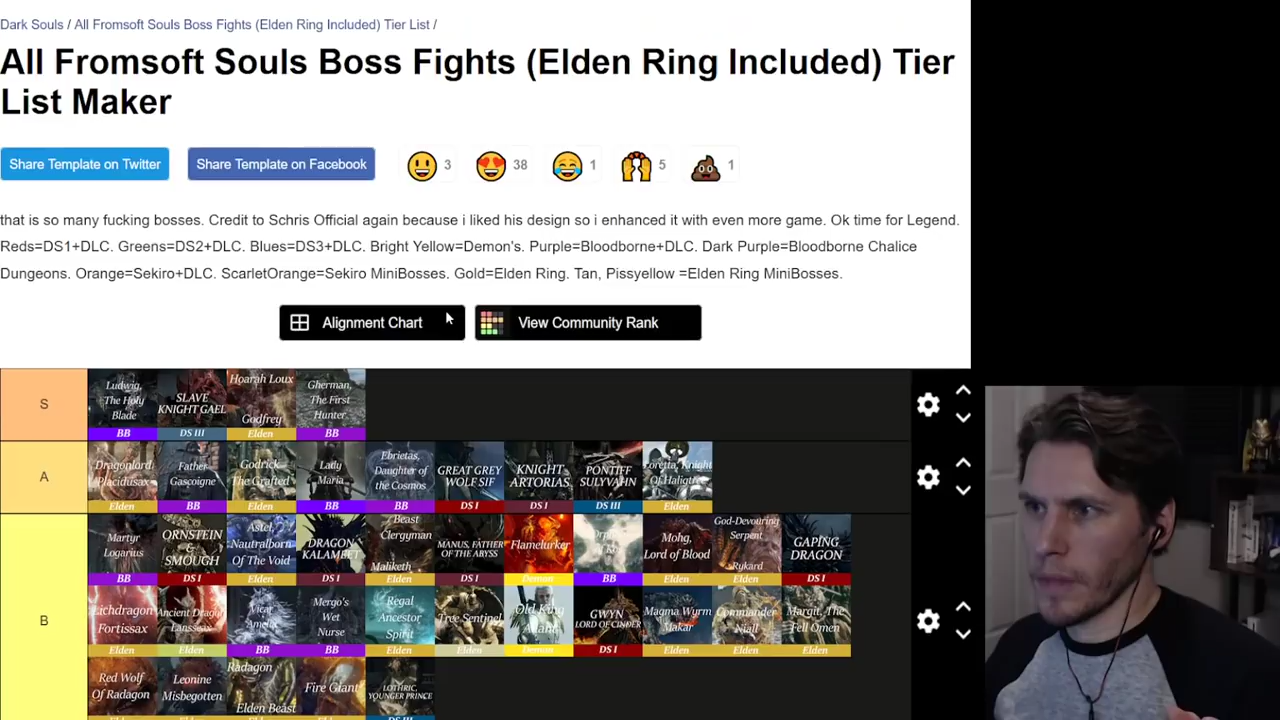 Dark Souls / All Fromsoft Souls Boss Fights (Elden Ring Included) Tier List /
All Fromsoft Souls Boss Fights (Elden Ring Included) Tier
List Maker
Share Template on Twitter
Share Template on Facebook
3
38
1
5
1
that is so many fucking bosses. Credit to Schris Official again because i liked his design so i enhanced it with even more game. Ok time for Legend.
Reds=DS1+DLC. Greens=DS2+DLC. Blues=DS3+DLC. Bright Yellow=Demon's. Purple=Bloodborne+DLC. Dark Purple=Bloodborne Chalice
Dungeons. Orange=Sekiro+DLC. ScarletOrange=Sekiro MiniBosses. Gold=Elden Ring. Tan, Pissyellow =Elden Ring MiniBosses.
Alignment Chart
View Community Rank
S
Ludwig,
The Holy
Blade
BB
SLAVE
KNIGHT GAEL
DS III
Hoarah Loux
Godfrey
Elden
Gherman,
The First
Hunter
BB
A
Dragonlord
Placidusax
Elden
Father
Gascoigne
BB
Godrick
The Grafted
Elden
Lady
Maria
BB
Ebrietas,
Daughter of
the Cosmos
BB
GREAT GREY
WOLF SIF
DS I
KNIGHT
ARTORIAS
DS I
PONTIFF
SULYVAHN
DS III
Loretta, Knight
Of Haligtree
Elden
B
Martyr
Logarius
BB
ORNSTEIN
&
SMOUGH
DS I
Astel,
Nautralborn
Of The Void
Elden
DRAGON
KALAMEET
DS I
Beast
Clergyman
Maliketh
Elden
MANUS, FATHER
OF THE ABYSS
DS I
Flamelurker
Demon
BB
Mohg,
Lord of Blood
Elden
God-Devouring
Serpent
Rykard
Elden
GAPING
DRAGON
DS I
Lichdragon
Fortissax
Elden
Ancient Dragon
Lansseax
Elden
Vicar
Amelia
BB
Mergo's
Wet
Nurse
BB
Regal
Ancestor
Spirit
Elden
Tree Sentinel
Elden
Old King
Allant
Demon
GWYN
LORD OF CINDER
DS I
Magma Wyrm
Makar
Elden
Commander
Niall
Elden
Margit, The
Fell Omen
Elden
Red Wolf
Of Radagon
Leonine
Misbegotten
Radagon
Elden Beast
Fire Giant
LOTHRIC,
YOUNGER PRINCE